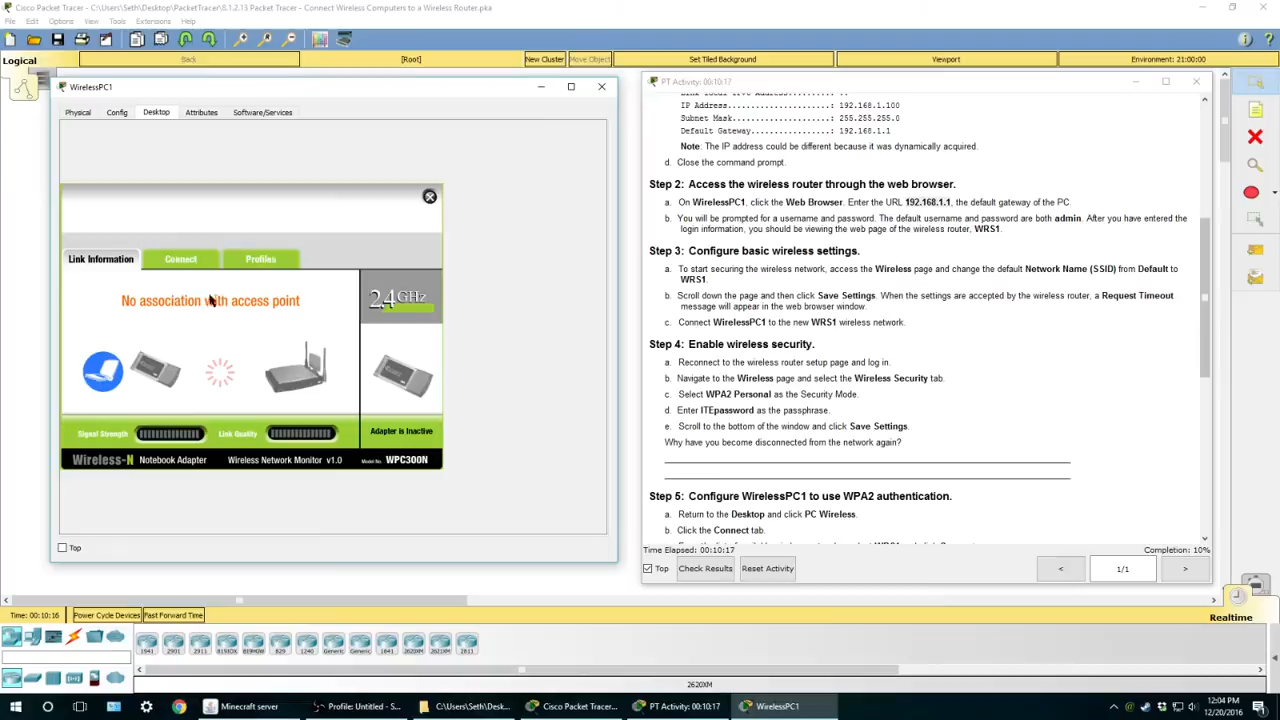 Cisco Packet Tracer - C:\Users\Seth\Desktop\PacketTracer\8.1.2.13 Packet Tracer - Connect Wireless Computers to a Wireless Router.pka
File Edit Options View Tools Extensions Help
Logical Back [Root] New Cluster Move Object Set Tiled Background Viewport Environment: 21:00:00
WirelessPC1
Physical Config Desktop Attributes Software/Services
Link Information Connect Profiles
No association with access point
2.4GHz
Signal Strength Link Quality Adapter is Inactive
Wireless-N Notebook Adapter Wireless Network Monitor v1.0 Model No. WPC300N
Top
PT Activity: 00:10:17
IP Address......................: 192.168.1.100
Subnet Mask.....................: 255.255.255.0
Default Gateway.................: 192.168.1.1
Note: The IP address could be different because it was dynamically acquired.
d. Close the command prompt.
Step 2: Access the wireless router through the web browser.
a. On WirelessPC1, click the Web Browser. Enter the URL 192.168.1.1, the default gateway of the PC.
b. You will be prompted for a username and password. The default username and password are both admin. After you have entered the
login information, you should be viewing the web page of the wireless router, WRS1.
Step 3: Configure basic wireless settings.
a. To start securing the wireless network, access the Wireless page and change the default Network Name (SSID) from Default to
WRS1.
b. Scroll down the page and then click Save Settings. When the settings are accepted by the wireless router, a Request Timeout
message will appear in the web browser window.
c. Connect WirelessPC1 to the new WRS1 wireless network.
Step 4: Enable wireless security.
a. Reconnect to the wireless router setup page and log in.
b. Navigate to the Wireless page and select the Wireless Security tab.
c. Select WPA2 Personal as the Security Mode.
d. Enter ITEpassword as the passphrase.
e. Scroll to the bottom of the window and click Save Settings.
Why have you become disconnected from the network again?
Step 5: Configure WirelessPC1 to use WPA2 authentication.
a. Return to the Desktop and click PC Wireless.
b. Click the Connect tab.
Time Elapsed: 00:10:17 Completion: 10%
Top Check Results Reset Activity < 1/1 >
Time: 00:10:16 Power Cycle Devices Fast Forward Time Realtime
1941 2901 2911 819IOX 819HGW 829 1240 Generic Generic 1841 2620XM 2621XM 2811
2620XM
Minecraft server Profile: Untitled - S... C:\Users\Seth\Desk... Cisco Packet Tracer... PT Activity: 00:10:17 WirelessPC1
12:04 PM
12/20/2016